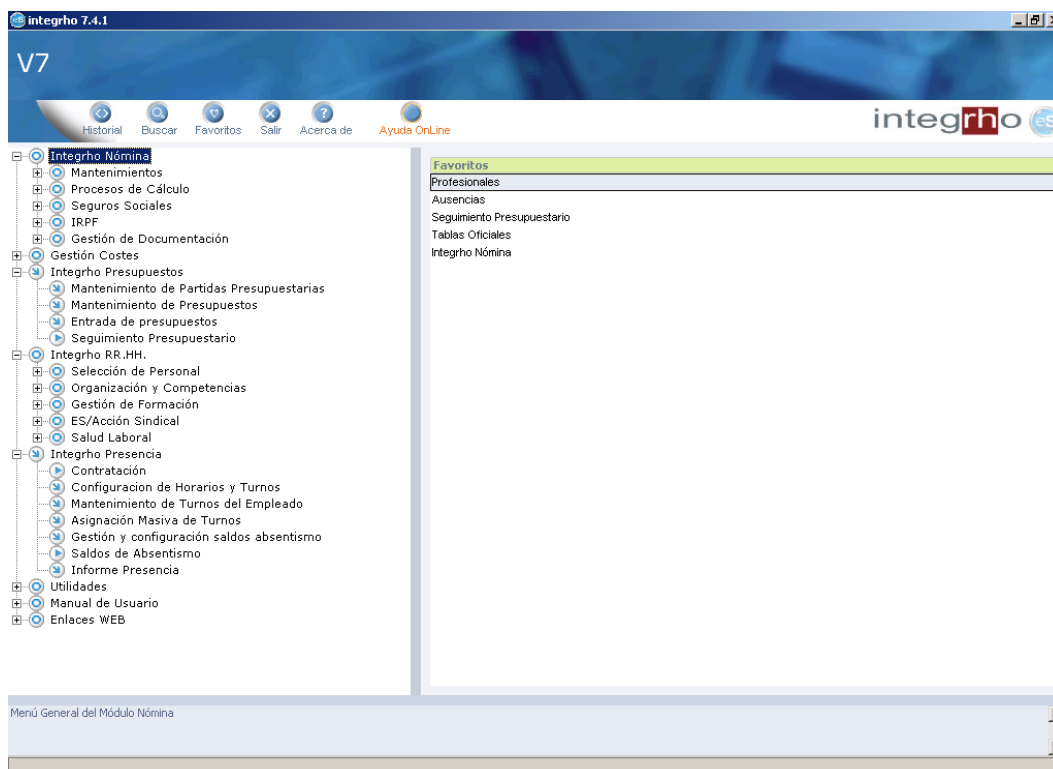 integrho 7.4.1
V7
Historial Buscar Favoritos Salir Acerca de Ayuda OnLine
integrho eS
Integrho Nómina
Mantenimientos
Procesos de Cálculo
Seguros Sociales
IRPF
Gestión de Documentación
Gestión Costes
Integrho Presupuestos
Mantenimiento de Partidas Presupuestarias
Mantenimiento de Presupuestos
Entrada de presupuestos
Seguimiento Presupuestario
Integrho RR.HH.
Selección de Personal
Organización y Competencias
Gestión de Formación
ES/Acción Sindical
Salud Laboral
Integrho Presencia
Contratación
Configuracion de Horarios y Turnos
Mantenimiento de Turnos del Empleado
Asignación Masiva de Turnos
Gestión y configuración saldos absentismo
Saldos de Absentismo
Informe Presencia
Utilidades
Manual de Usuario
Enlaces WEB
Favoritos
Profesionales
Ausencias
Seguimiento Presupuestario
Tablas Oficiales
Integrho Nómina
Menú General del Módulo Nómina